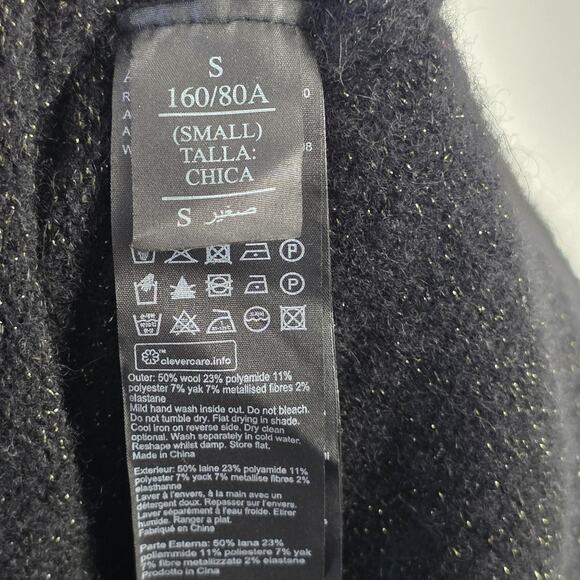 S
160/80A
(SMALL)
TALLA:
CHICA
S صغير
clevercare.info
Outer: 50% wool 23% polyamide 11%
polyester 7% yak 7% metallised fibres 2%
elastane
Mild hand wash inside out. Do not bleach.
Do not tumble dry. Flat drying in shade.
Cool iron on reverse side. Dry clean
optional. Wash separately in cold water.
Reshape whilst damp. Store flat.
Made in China
Exterieur: 50% laine 23% polyamide 11%
polyester 7% yack 7% metallise fibres 2%
elasthanne
Laver à l'envers, à la main avec un
détergent doux. Repasser sur l'envers.
Laver séparément à l'eau froide. Etirer
humide. Ranger a plat.
Fabriqué en Chine
Parte Esterna: 50% lana 23%
poliammide 11% poliestere 7% yak
7% fibre metallizzate 2% elastane
Prodotto in Cina